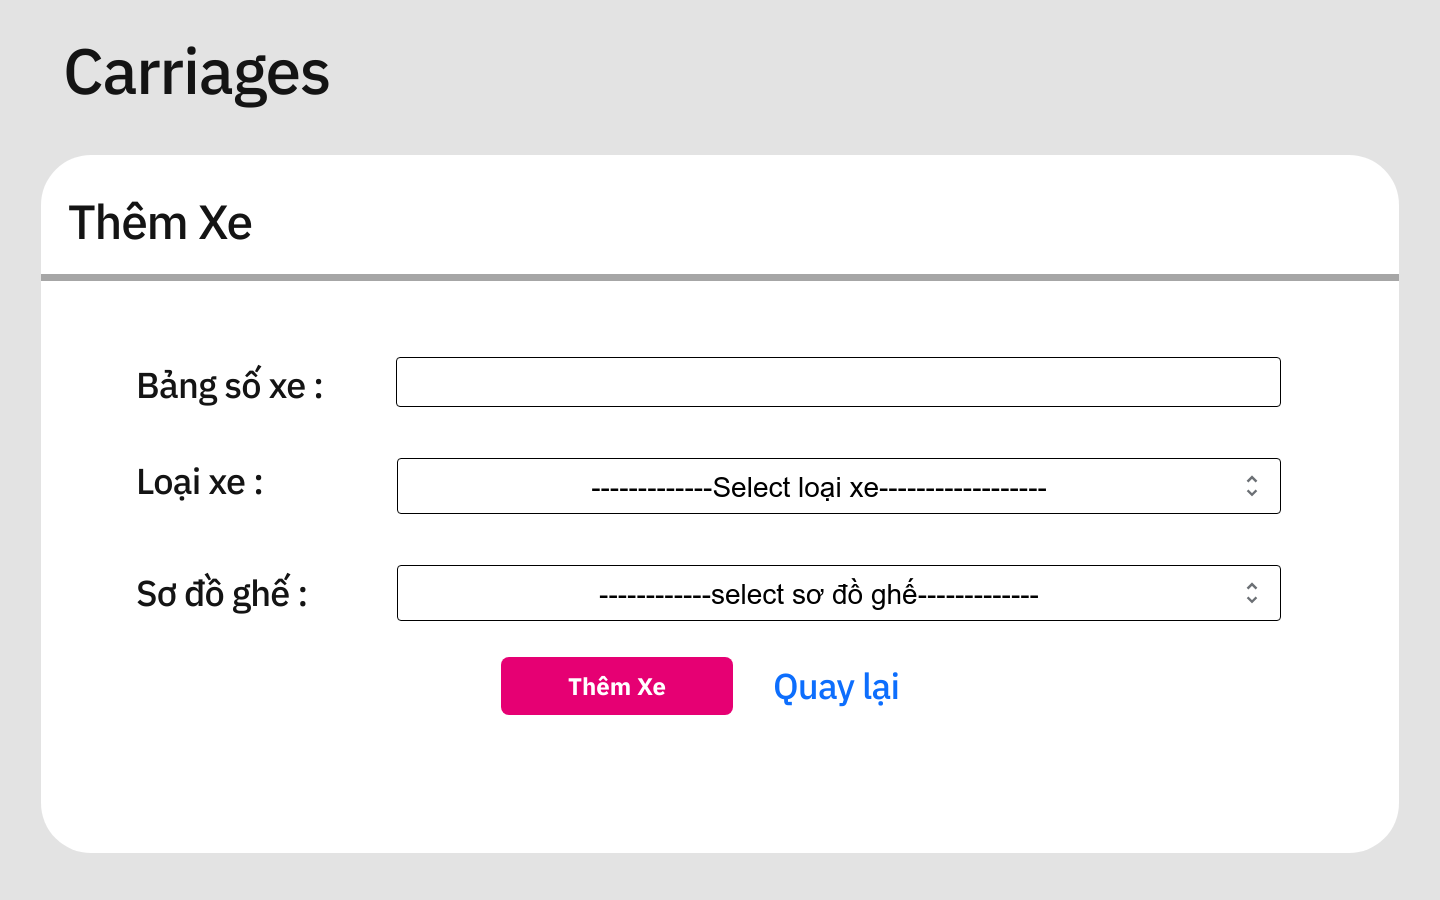 Carriages
Thêm Xe
Bảng số xe :
Loại xe :
-------------Select loại xe------------------
Sơ đồ ghế :
------------select sơ đồ ghế-------------
Thêm Xe
Quay lại